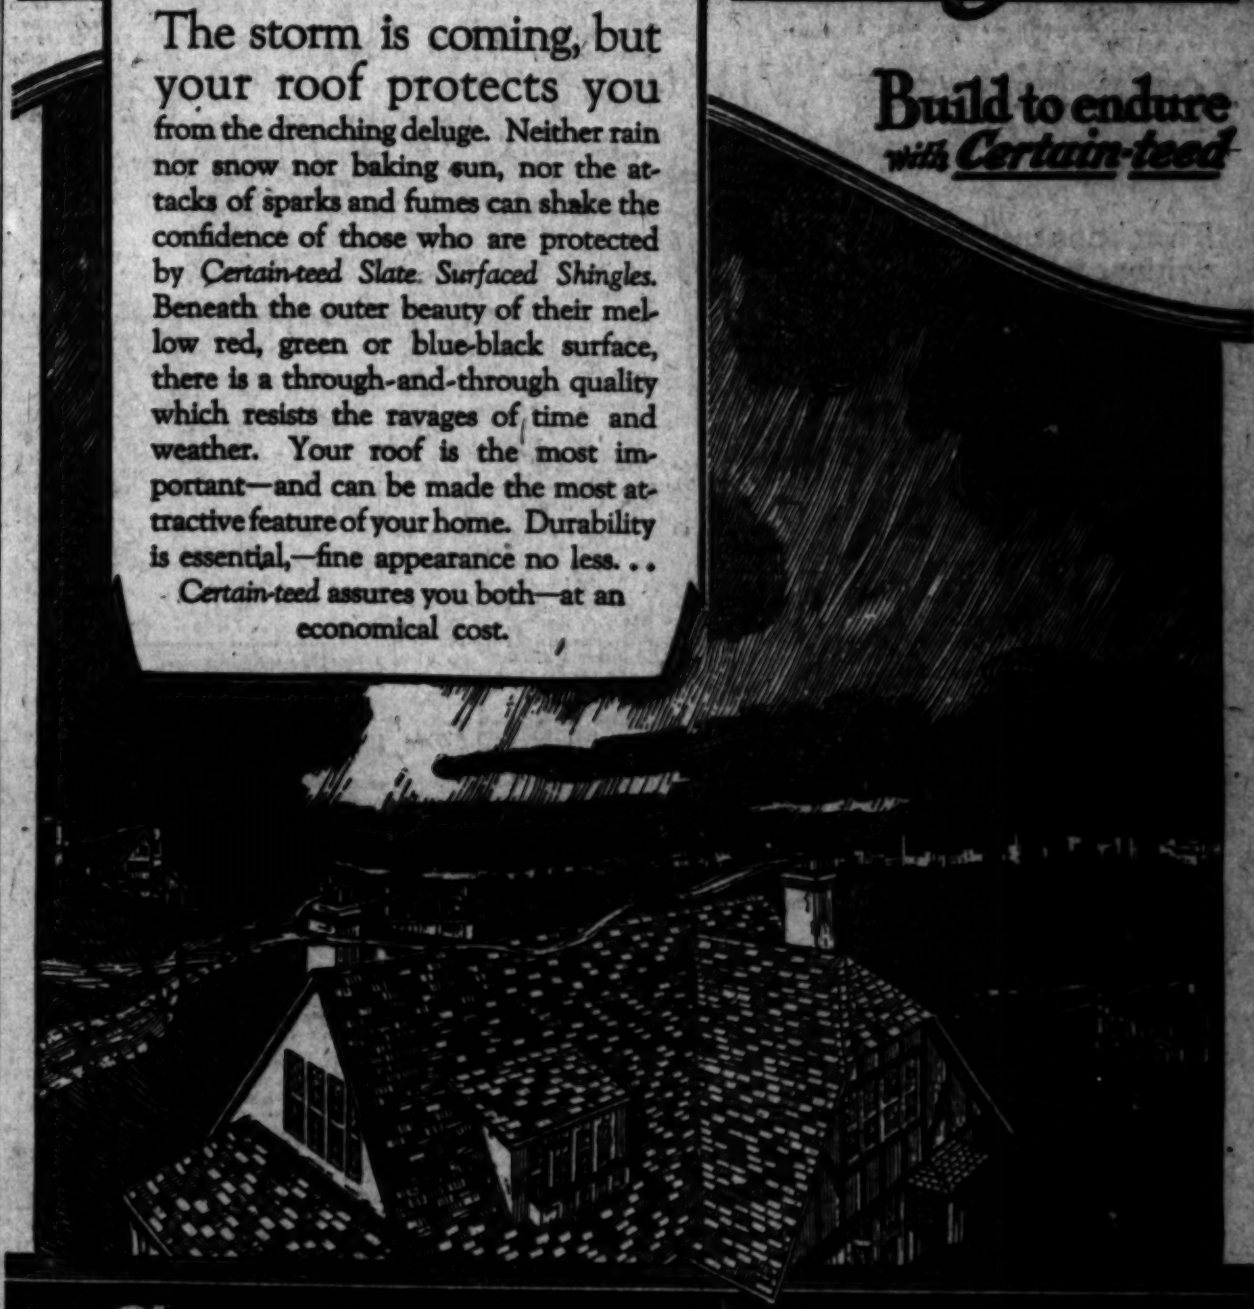 The storm is coming, but
your roof protects you
from the drenching deluge. Neither rain
nor snow nor baking sun, nor the at-
tacks of sparks and fumes can shake the
confidence of those who are protected
by Certain-teed Slate Surfaced Shingles.
Beneath the outer beauty of their mel-
low red, green or blue-black surface,
there is a through-and-through quality
which resists the ravages of time and
weather. Your roof is the most im-
portant—and can be made the most at-
tractive feature of your home. Durability
is essential,—fine appearance no less...
Certain-teed assures you both—at an
economical cost.
Build to endure
with Certain-teed